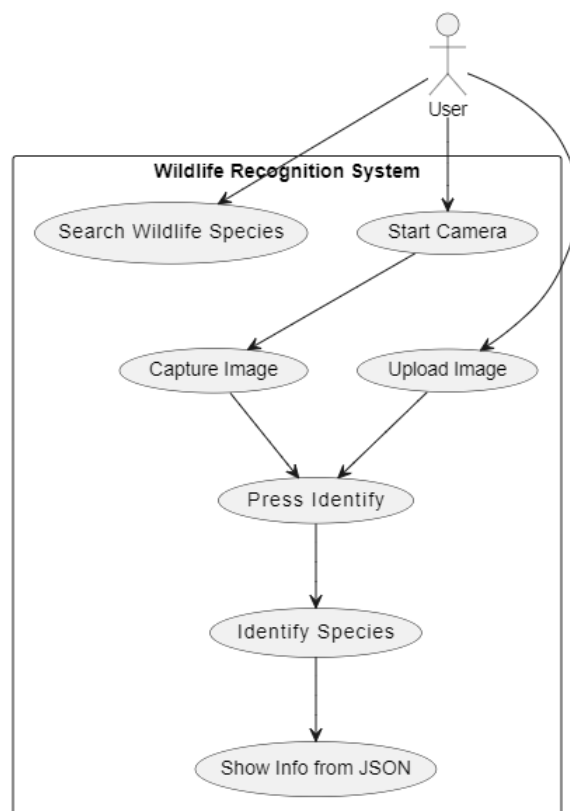 User
Wildlife Recognition System
Search Wildlife Species
Start Camera
Capture Image
Upload Image
Press Identify
Identify Species
Show Info from JSON